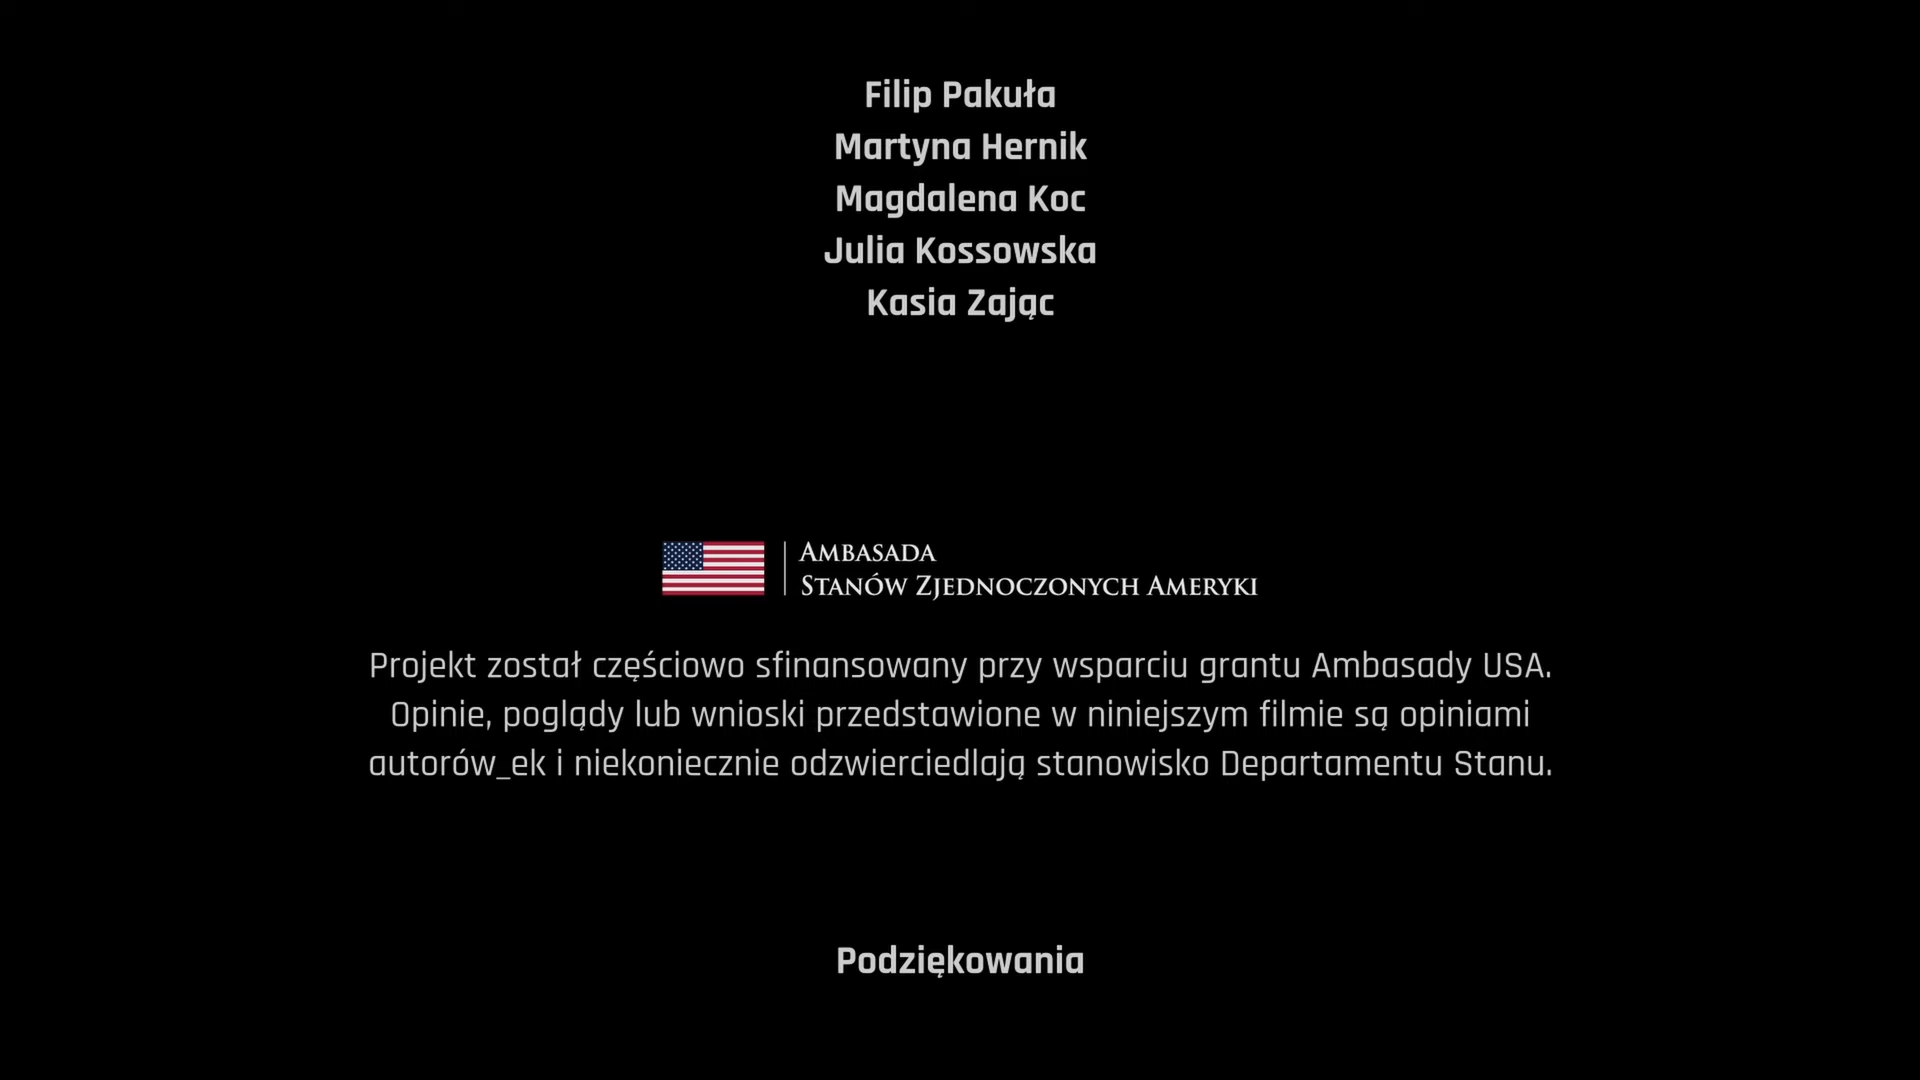 Filip Pakuła
Martyna Hernik
Magdalena Koc
Julia Kossowska
Kasia Zając
Ambasada
Stanów Zjednoczonych Ameryki
Projekt został częściowo sfinansowany przy wsparciu grantu Ambasady USA.
Opinie, poglądy lub wnioski przedstawione w niniejszym filmie są opiniami
autorów_ek i niekoniecznie odzwierciedlają stanowisko Departamentu Stanu.
Podziękowania